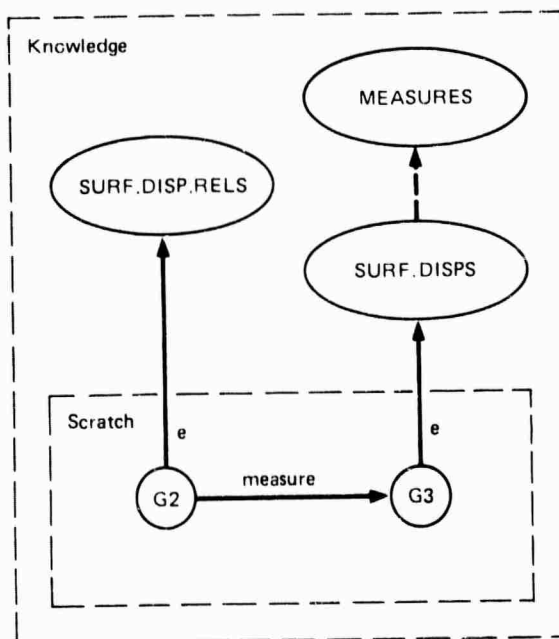 Knowledge
MEASURES
SURF.DISP.RELS
SURF.DISPS
Scratch
e
e
measure
G2
G3